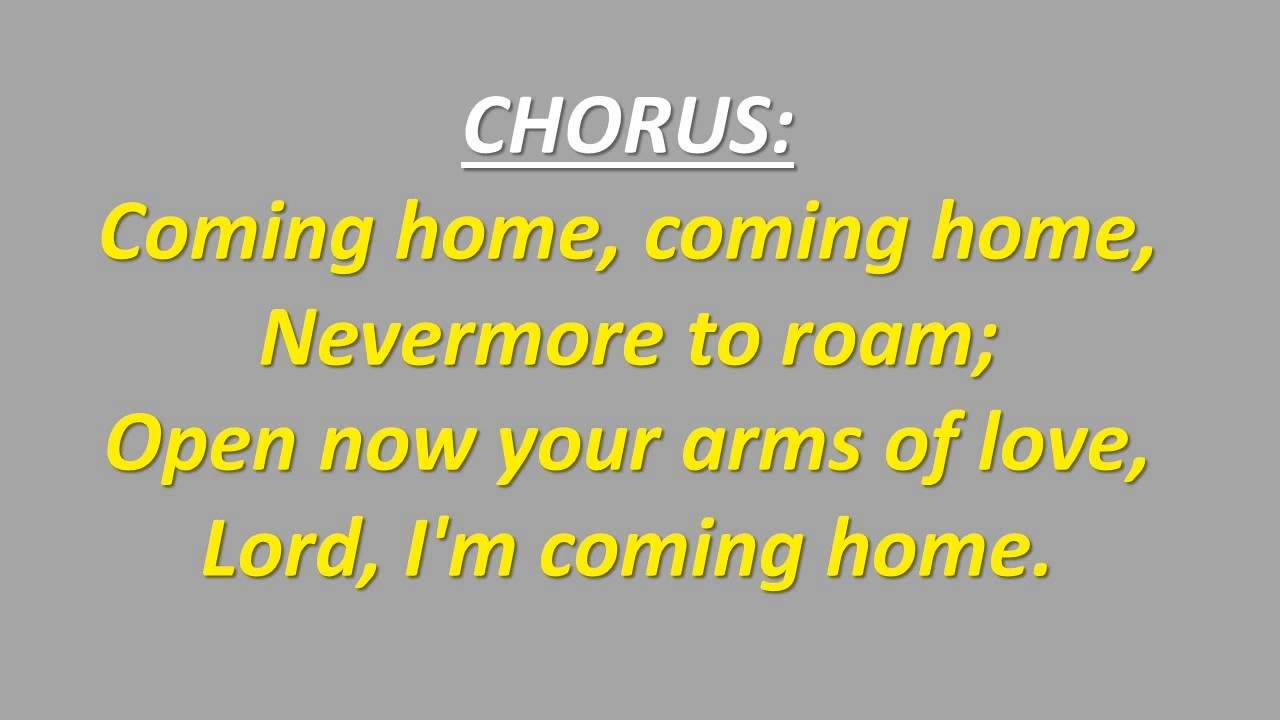 CHORUS:
Coming home, coming home,
Nevermore to roam;
Open now your arms of love,
Lord, I'm coming home.